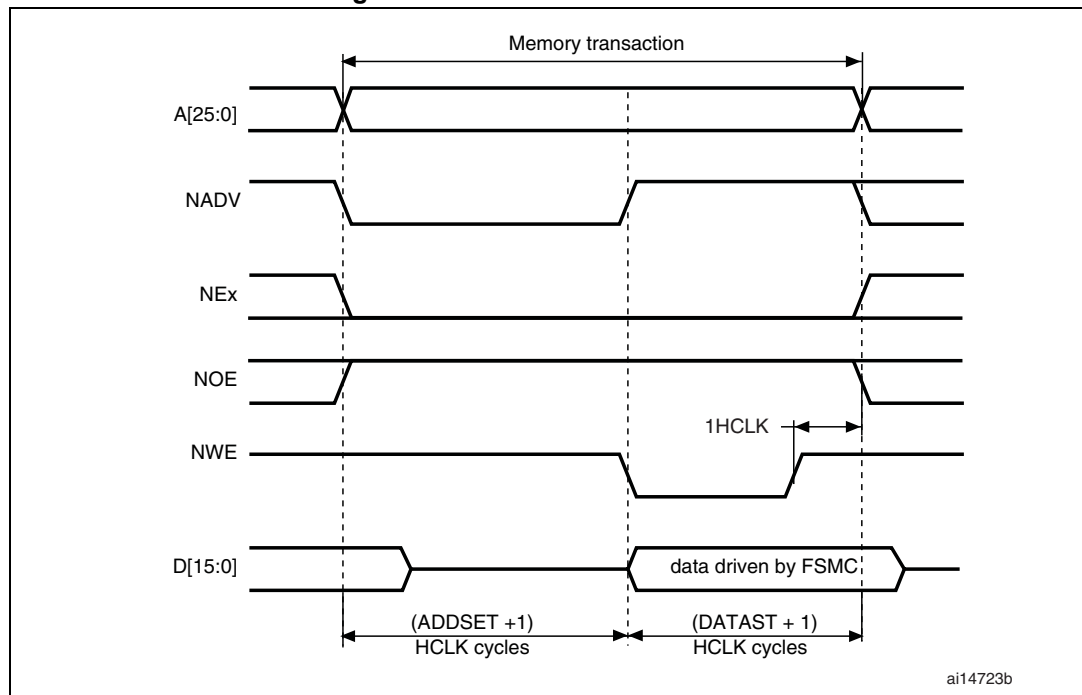 Memory transaction
A[25:0]
NADV
NEx
NOE
1HCLK
NWE
D[15:0]
data driven by FSMC
(ADDSET +1)
HCLK cycles
(DATAST + 1)
HCLK cycles
ai14723b